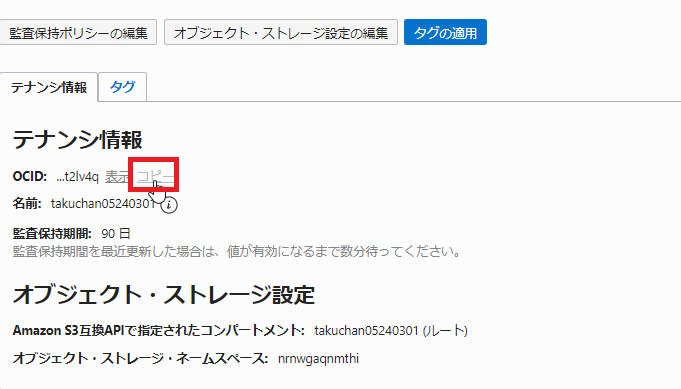 監査保持ポリシーの編集 オブジェクト・ストレージ設定の編集 タグの適用
テナンシ情報 タグ
テナンシ情報
OCID: ...t2lv4q 表示 コピー
名前: takuchan05240301
監査保持期間: 90 日
監査保持期間を最近更新した場合は、値が有効になるまで数分待ってください。
オブジェクト・ストレージ設定
Amazon S3互換APIで指定されたコンパートメント: takuchan05240301 (ルート)
オブジェクト・ストレージ・ネームスペース: nrnwgaqnmthi